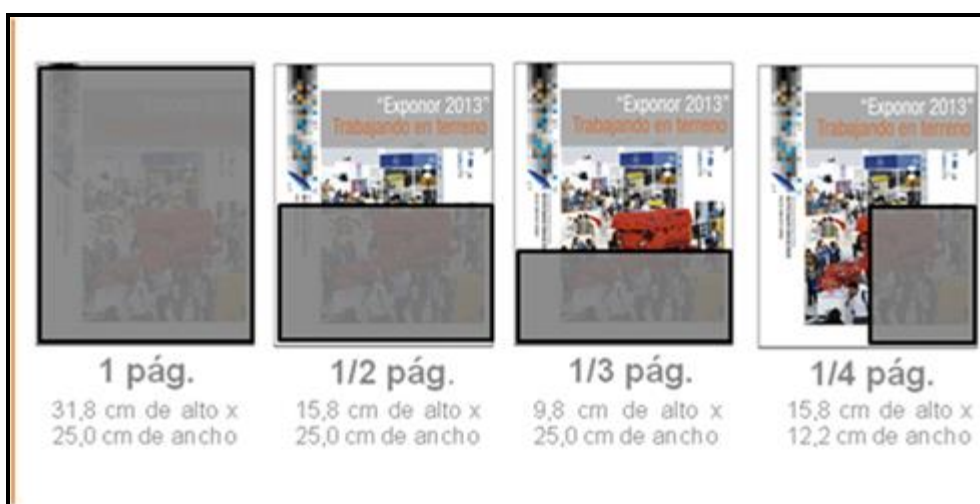 "Exponor 2013"
Trabajando en terreno
"Exponor 2013"
Trabajando en terreno
"Exponor 2013"
Trabajando en terreno
1 pág.
31,8 cm de alto x
25,0 cm de ancho
1/2 pág.
15,8 cm de alto x
25,0 cm de ancho
1/3 pág.
9,8 cm de alto x
25,0 cm de ancho
1/4 pág.
15,8 cm de alto x
12,2 cm de ancho